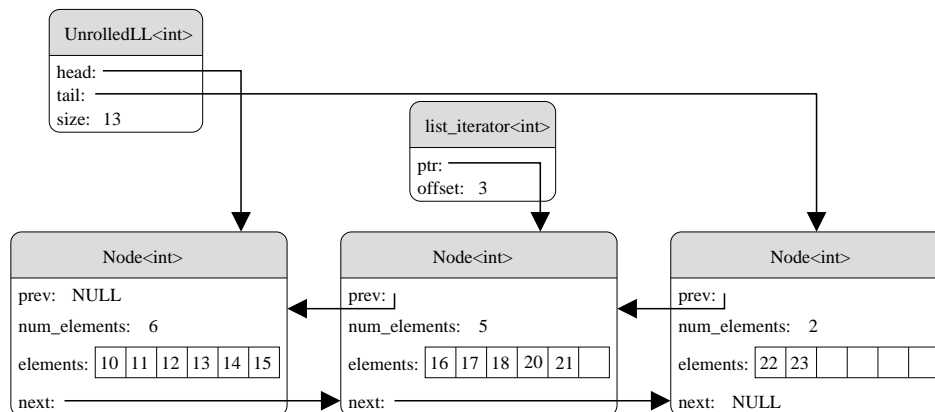 UnrolledLL<int>
head:
tail:
size: 13
list_iterator<int>
ptr:
offset: 3
Node<int>
prev: NULL
num_elements: 6
elements: 10 11 12 13 14 15
next:
Node<int>
prev:
num_elements: 5
elements: 16 17 18 20 21
next:
Node<int>
prev:
num_elements: 2
elements: 22 23
next: NULL